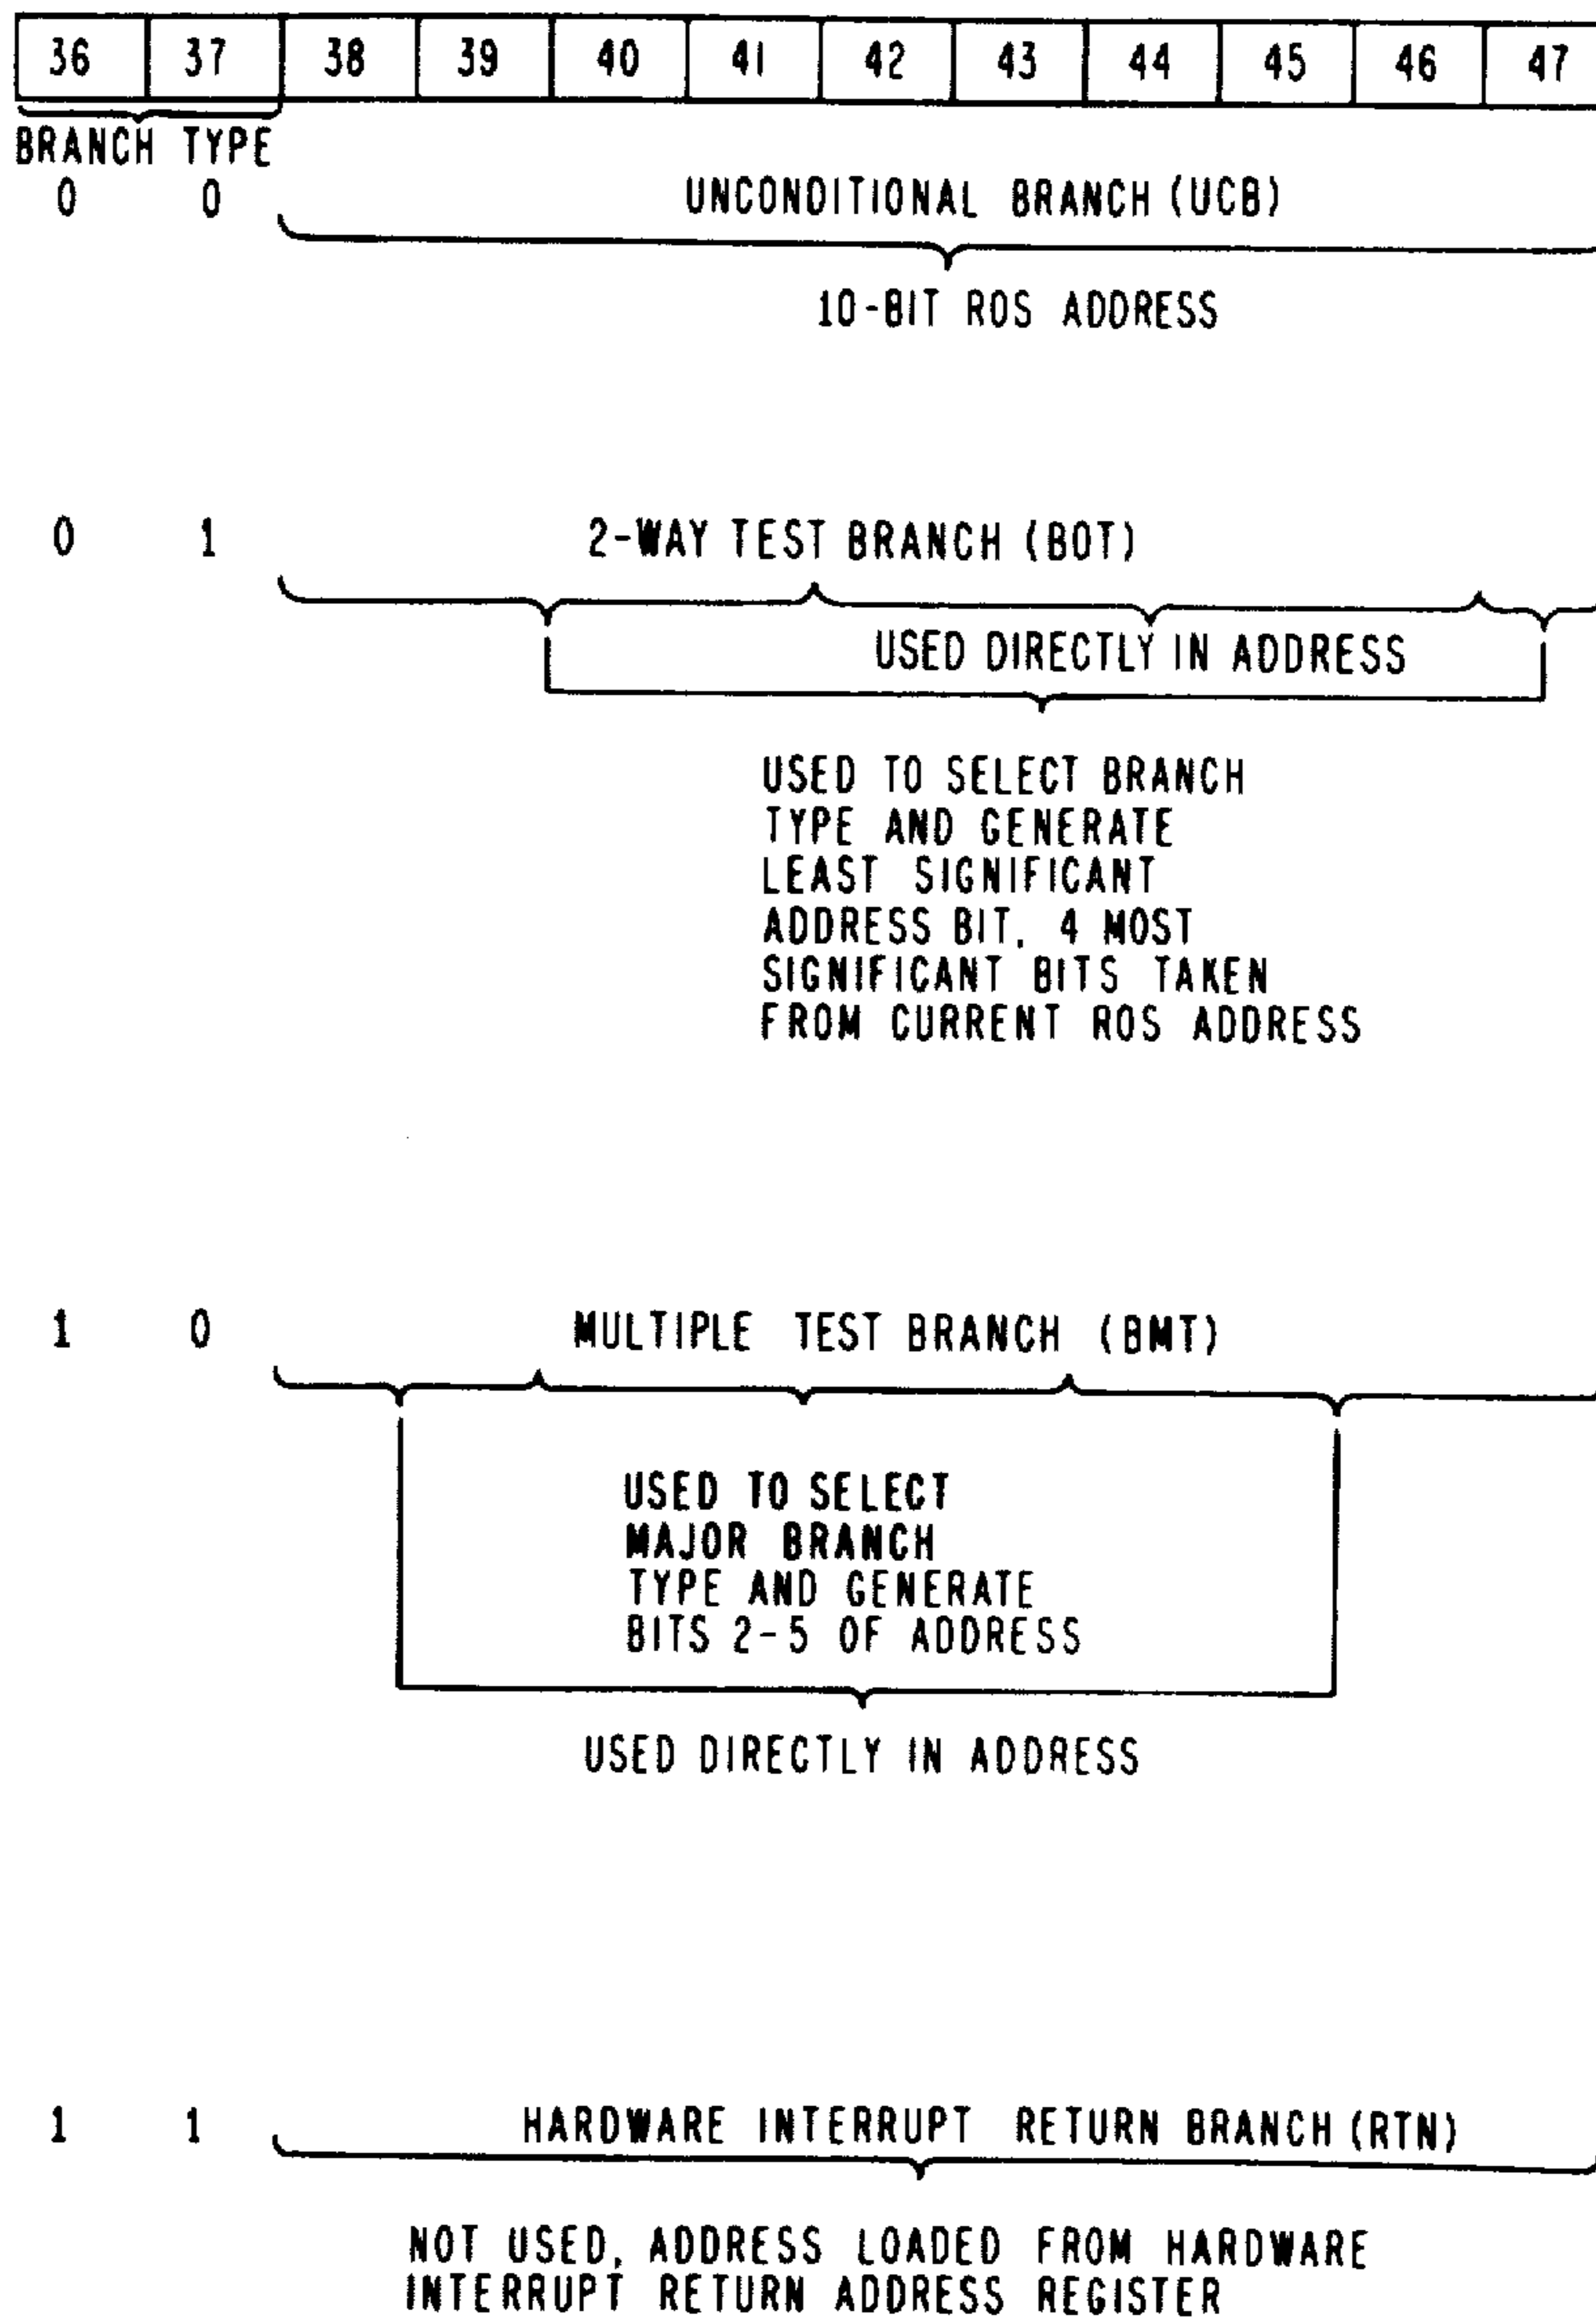 36 37 38 39 40 41 42 43 44 45 46 47
BRANCH TYPE
0 0 UNCONDITIONAL BRANCH (UCB)
10-BIT ROS ADDRESS
0 1 2-WAY TEST BRANCH (BOT)
USED DIRECTLY IN ADDRESS
USED TO SELECT BRANCH
TYPE AND GENERATE
LEAST SIGNIFICANT
ADDRESS BIT. 4 MOST
SIGNIFICANT BITS TAKEN
FROM CURRENT ROS ADDRESS
1 0 MULTIPLE TEST BRANCH (BMT)
USED TO SELECT
MAJOR BRANCH
TYPE AND GENERATE
BITS 2-5 OF ADDRESS
USED DIRECTLY IN ADDRESS
1 1 HARDWARE INTERRUPT RETURN BRANCH (RTN)
NOT USED, ADDRESS LOADED FROM HARDWARE
INTERRUPT RETURN ADDRESS REGISTER